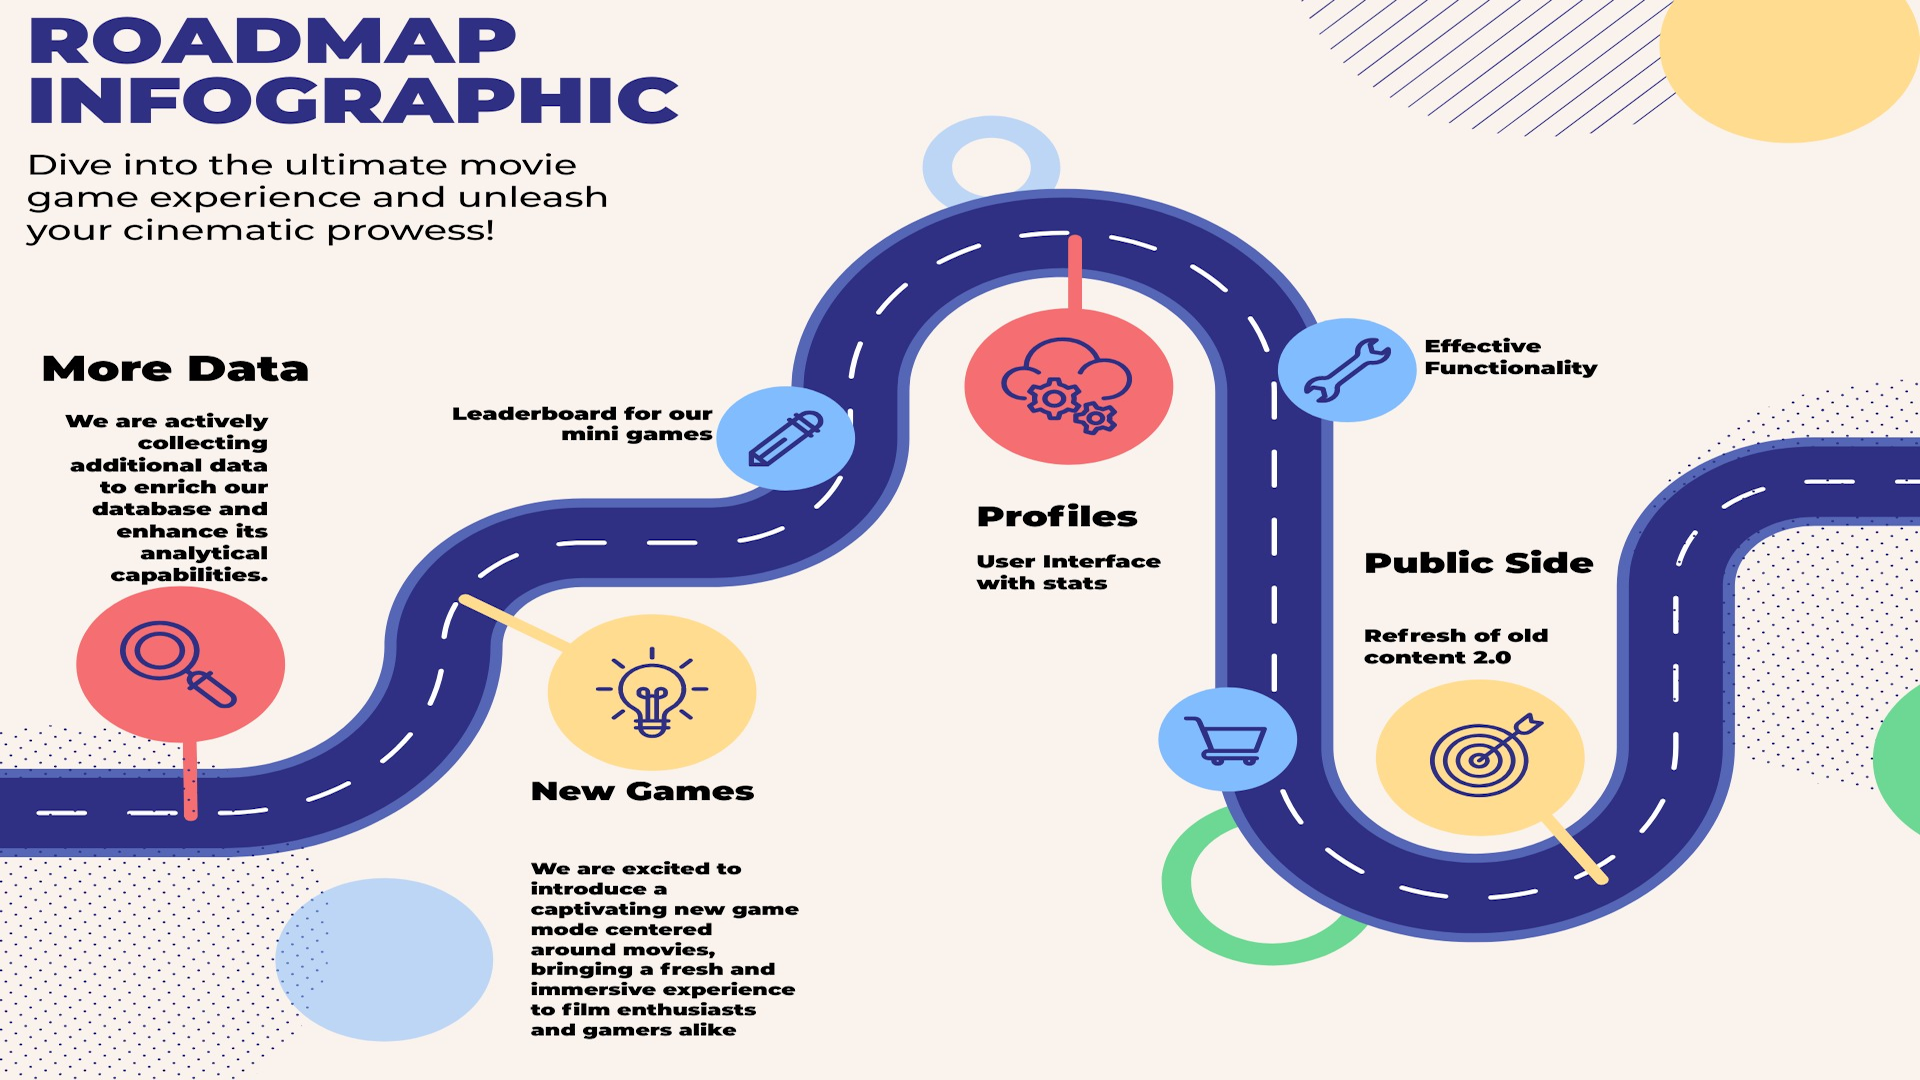 ROADMAP
INFOGRAPHIC
Dive into the ultimate movie
game experience and unleash
your cinematic prowess!
More Data
We are actively
collecting
additional data
to enrich our
database and
enhance its
analytical
capabilities.
Leaderboard for our
mini games
New Games
We are excited to
introduce a
captivating new game
mode centered
around movies,
bringing a fresh and
immersive experience
to film enthusiasts
and gamers alike
Profiles
User Interface
with stats
Effective
Functionality
Public Side
Refresh of old
content 2.0